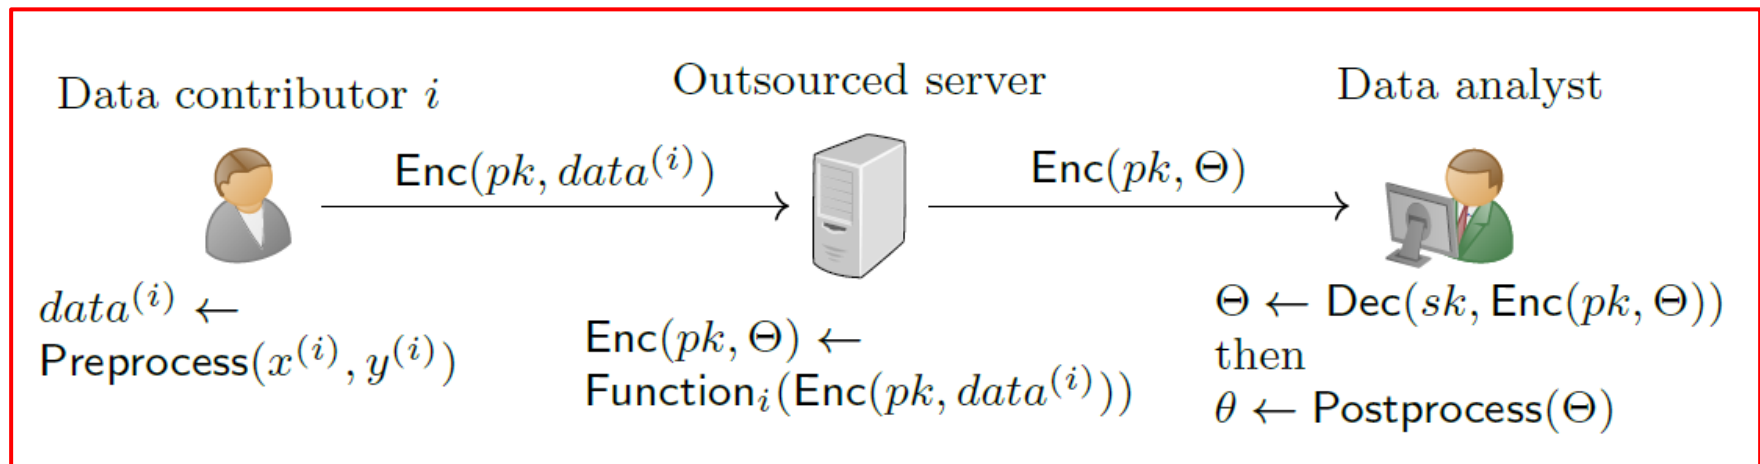 Data contributor i
Outsourced server
Data analyst
Enc(pk, data^(i))
Enc(pk, Θ)
data^(i) ←
Preprocess(x^(i), y^(i))
Enc(pk, Θ) ←
Function_i(Enc(pk, data^(i)))
Θ ← Dec(sk, Enc(pk, Θ))
then
θ ← Postprocess(Θ)